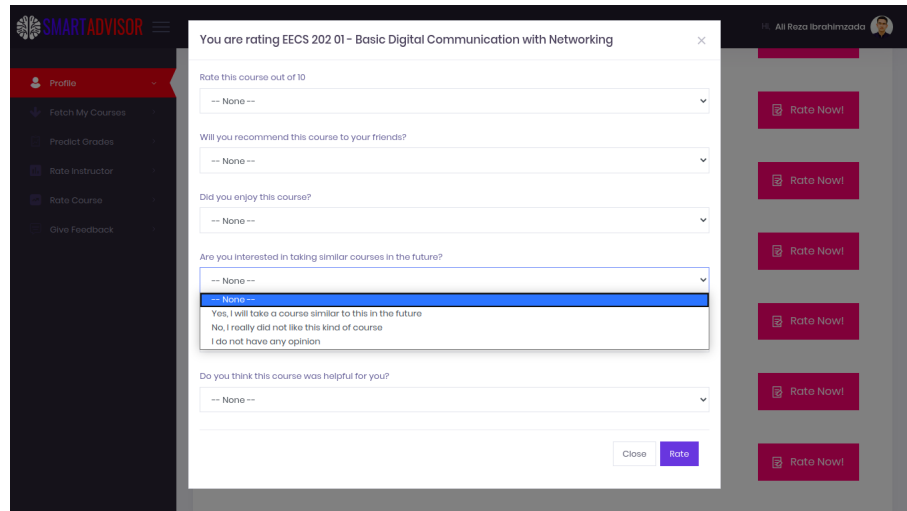 SMARTADVISOR
Hi, Ali Reza Ibrahimzada
Profile
Fetch My Courses
Predict Grades
Rate Instructor
Rate Course
Give Feedback
You are rating EECS 202 01 - Basic Digital Communication with Networking
×
Rate this course out of 10
-- None --
Will you recommend this course to your friends?
-- None --
Did you enjoy this course?
-- None --
Are you interested in taking similar courses in the future?
-- None --
-- None --
Yes, I will take a course similar to this in the future
No, I really did not like this kind of course
I do not have any opinion
Do you think this course was helpful for you?
-- None --
Close
Rate
Rate Now!
Rate Now!
Rate Now!
Rate Now!
Rate Now!
Rate Now!